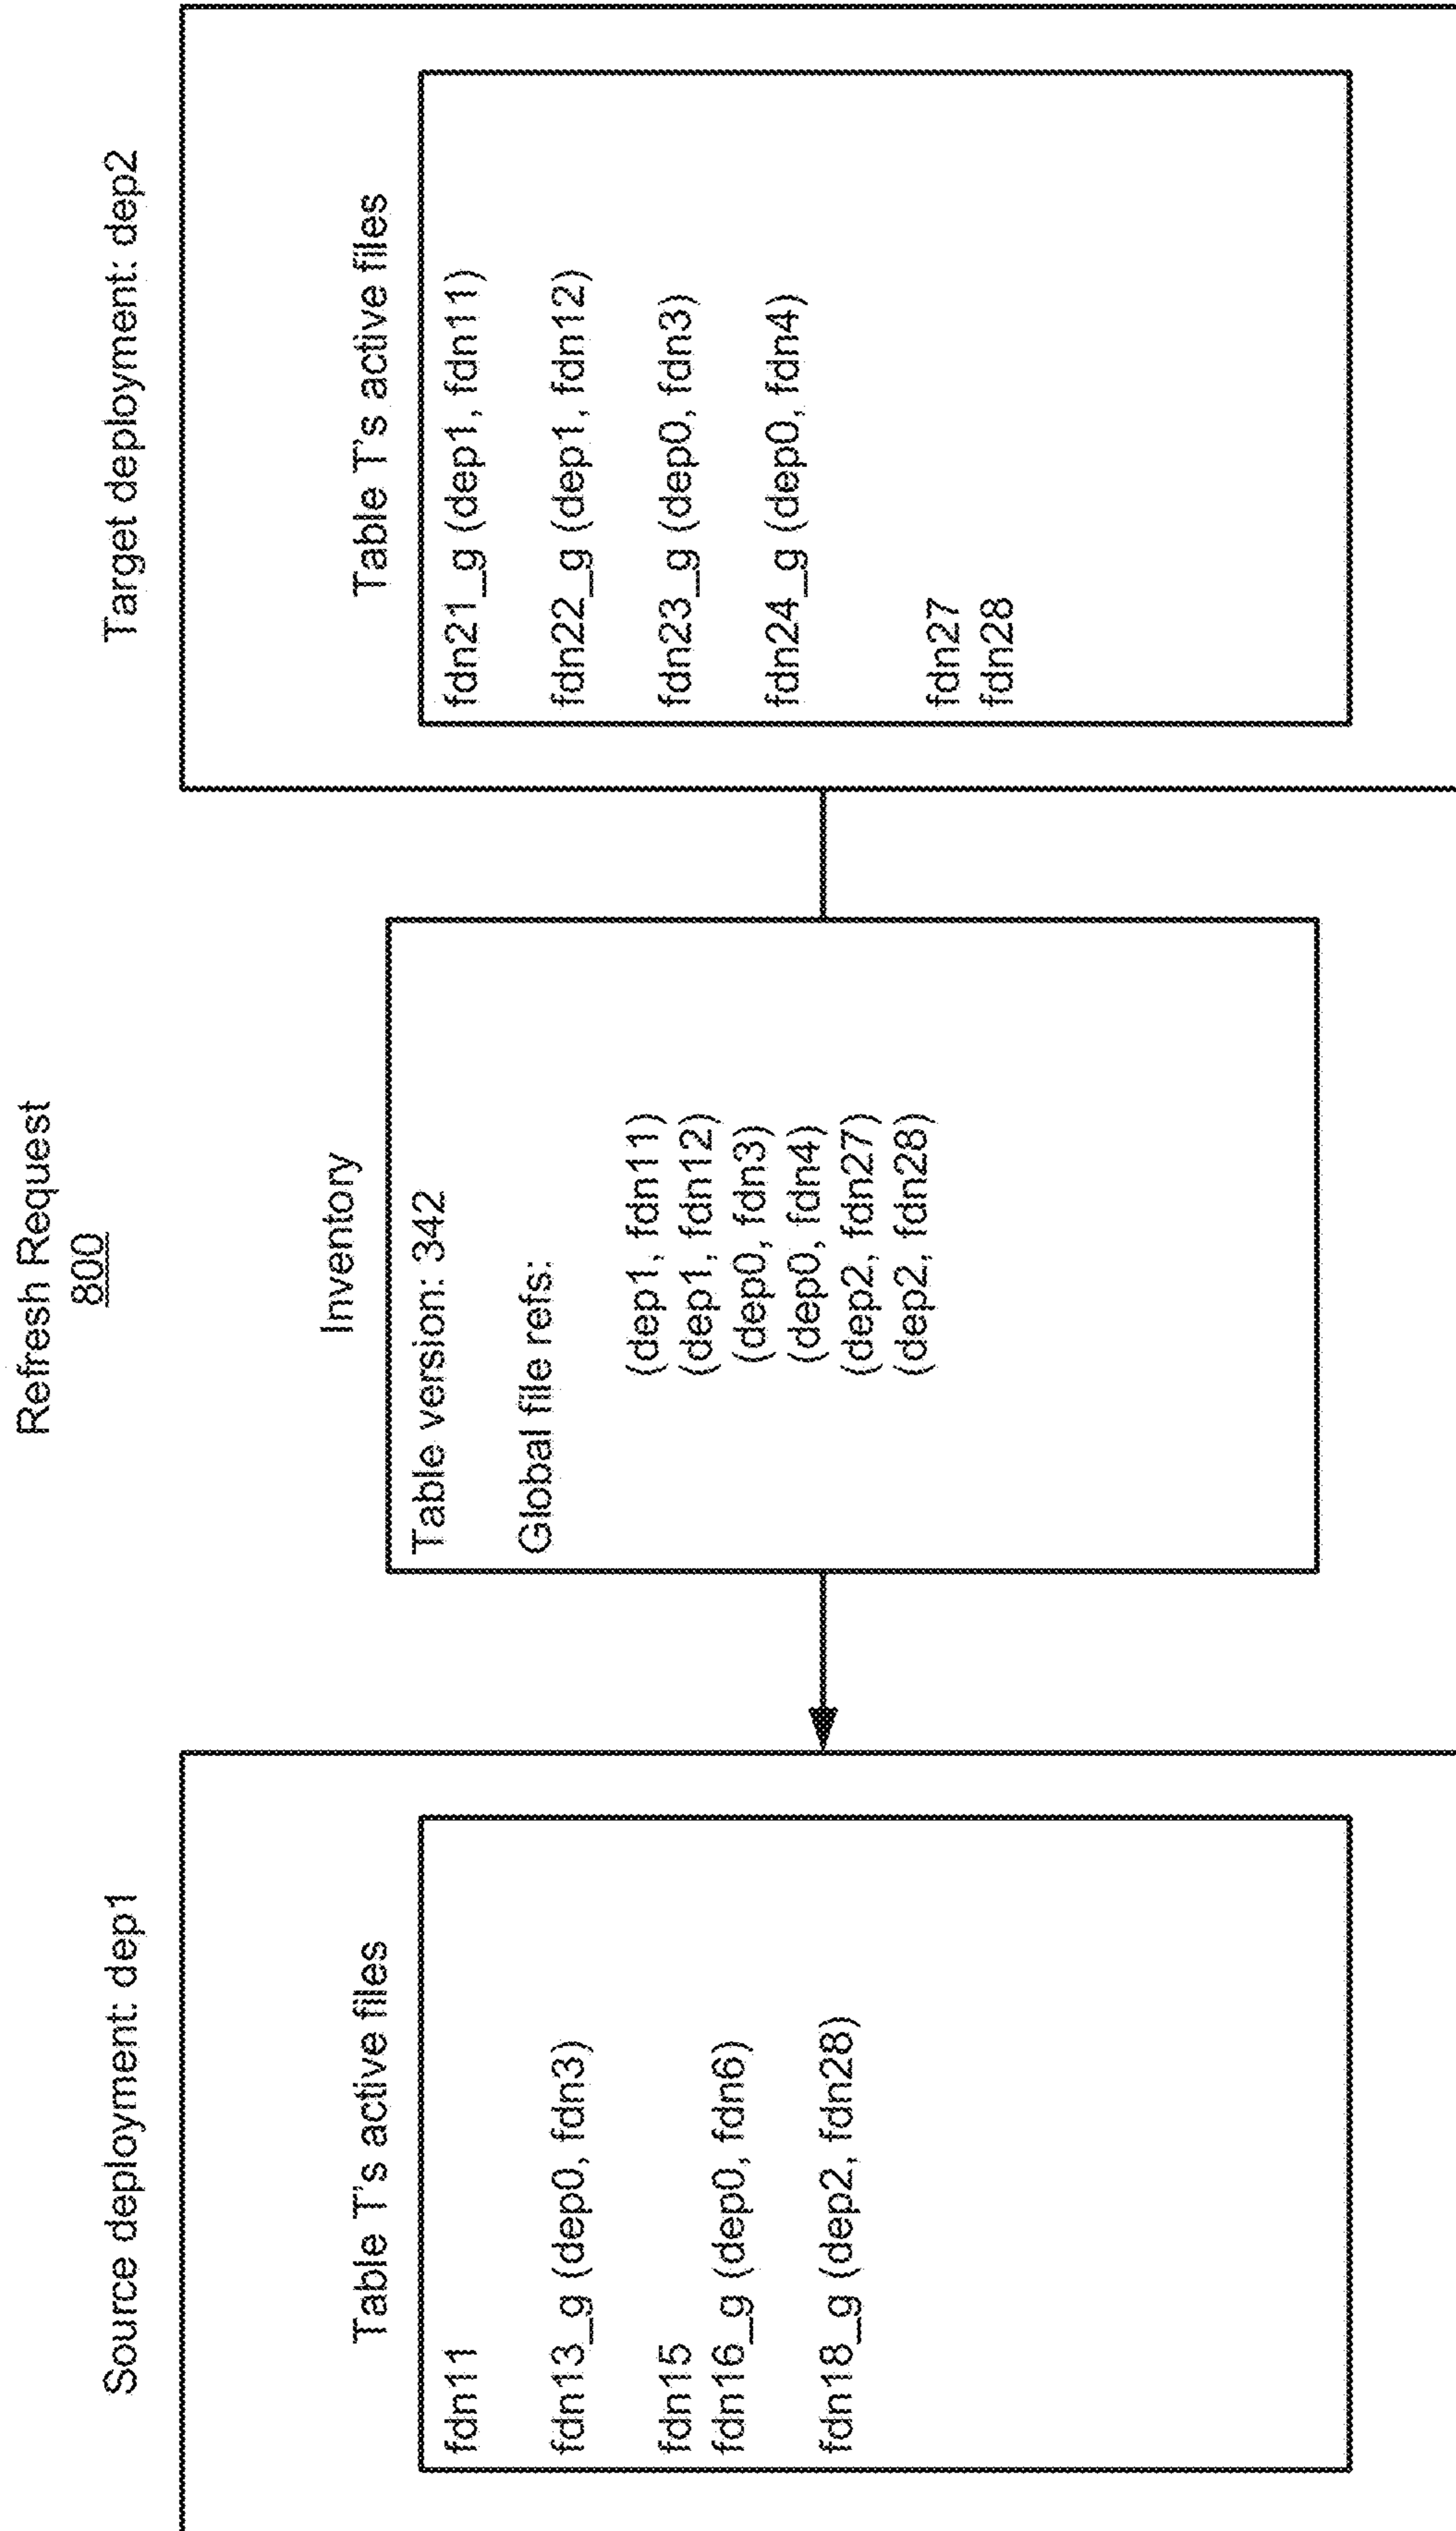 Refresh Request
800
Source deployment: dep1
Table T's active files
fdn11
fdn13_g (dep0, fdn3)
fdn15
fdn16_g (dep0, fdn6)
fdn18_g (dep2, fdn28)
Inventory
Table version: 342
Global file refs:
(dep1, fdn11)
(dep1, fdn12)
(dep0, fdn3)
(dep0, fdn4)
(dep2, fdn27)
(dep2, fdn28)
Target deployment: dep2
Table T's active files
fdn21_g (dep1, fdn11)
fdn22_g (dep1, fdn12)
fdn23_g (dep0, fdn3)
fdn24_g (dep0, fdn4)
fdn27
fdn28